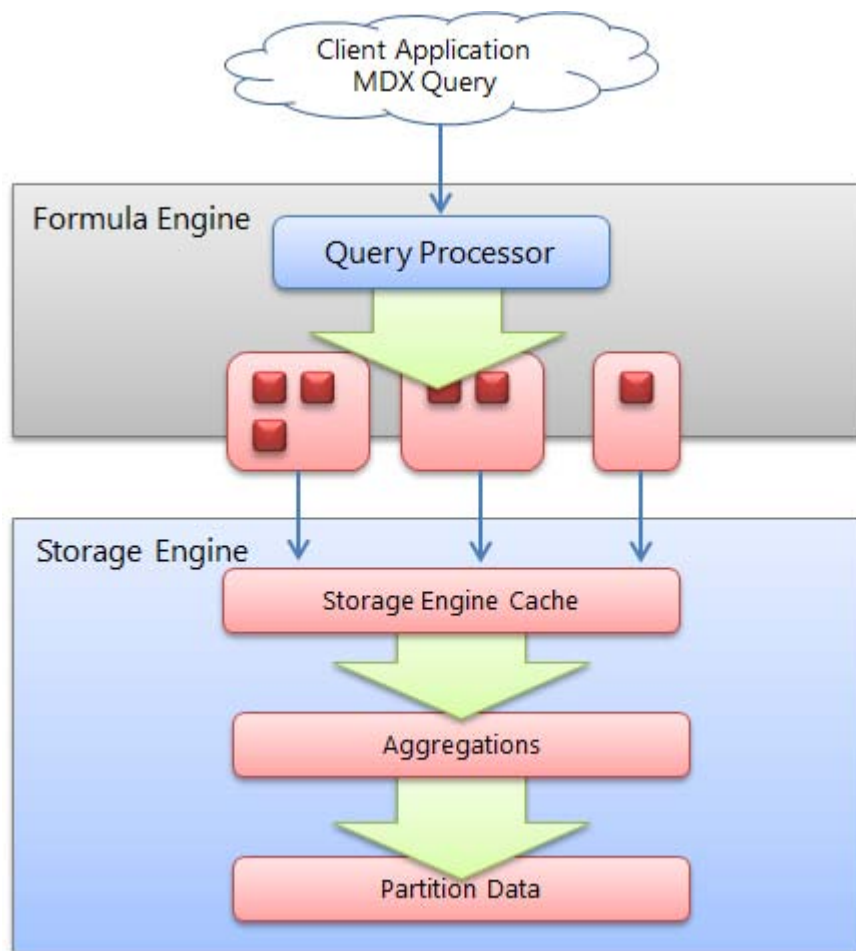 Client Application
MDX Query
Formula Engine
Query Processor
Storage Engine
Storage Engine Cache
Aggregations
Partition Data